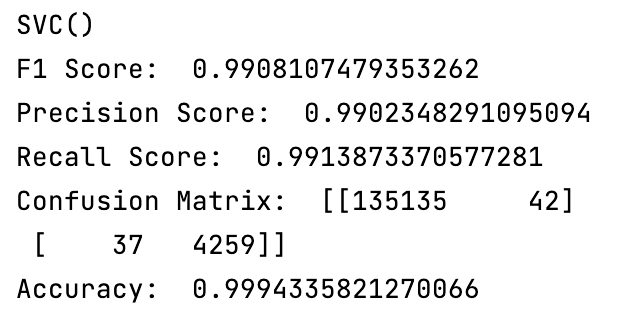 SVC()
F1 Score:  0.9908107479353262
Precision Score:  0.9902348291095094
Recall Score:  0.9913873370577281
Confusion Matrix:  [[135135     42]
 [    37   4259]]
Accuracy:  0.9994335821270066